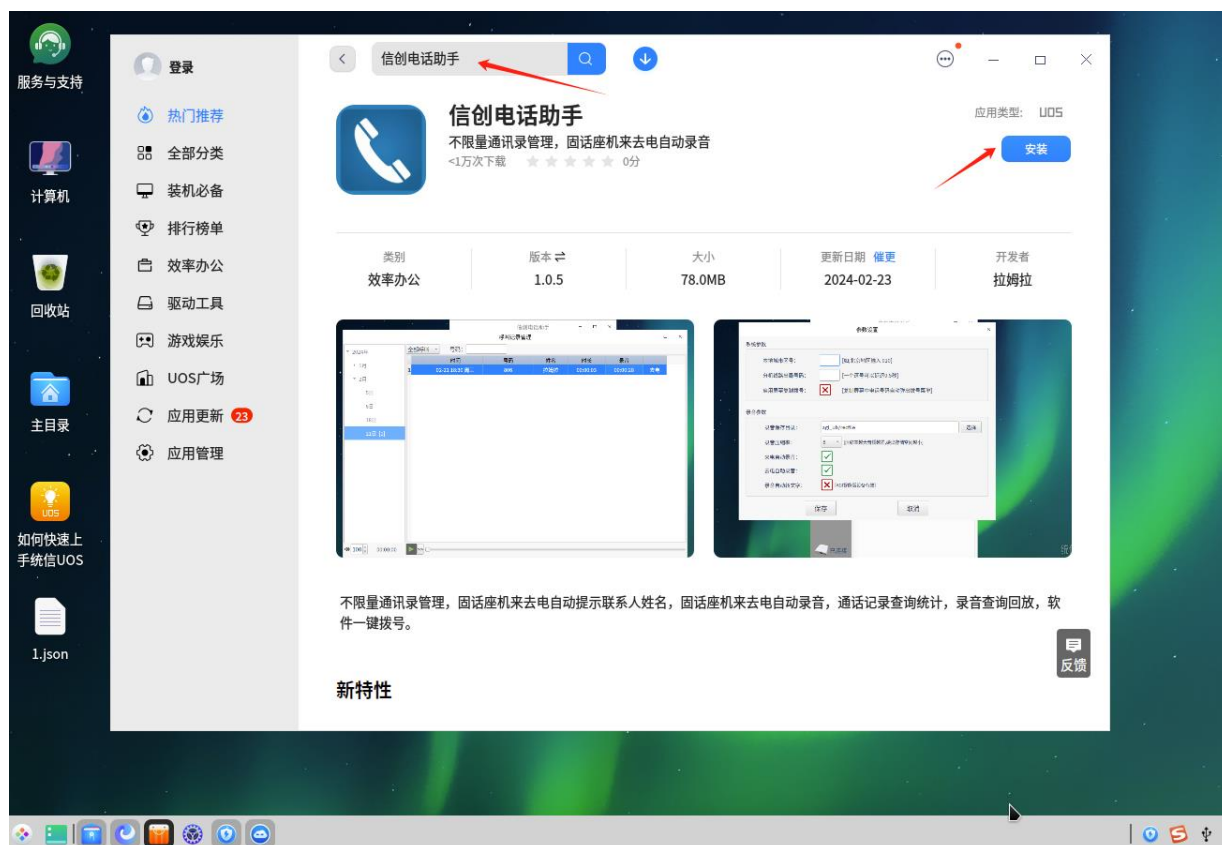 服务与支持
计算机
回收站
主目录
UOS
如何快速上
手统信UOS
1.json
登录
热门推荐
全部分类
装机必备
排行榜单
效率办公
驱动工具
游戏娱乐
UOS广场
应用更新 23
应用管理
信创电话助手
信创电话助手
不限量通讯录管理，固话座机来去电自动录音
<1万次下载 0分
应用类型: UOS
安装
类别
效率办公
版本
1.0.5
大小
78.0MB
更新日期 催更
2024-02-23
开发者
拉姆拉
参数设置
保存 取消
不限量通讯录管理，固话座机来去电自动提示联系人姓名，固话座机来去电自动录音，通话记录查询统计，录音查询回放，软
件一键拨号。
反馈
新特性